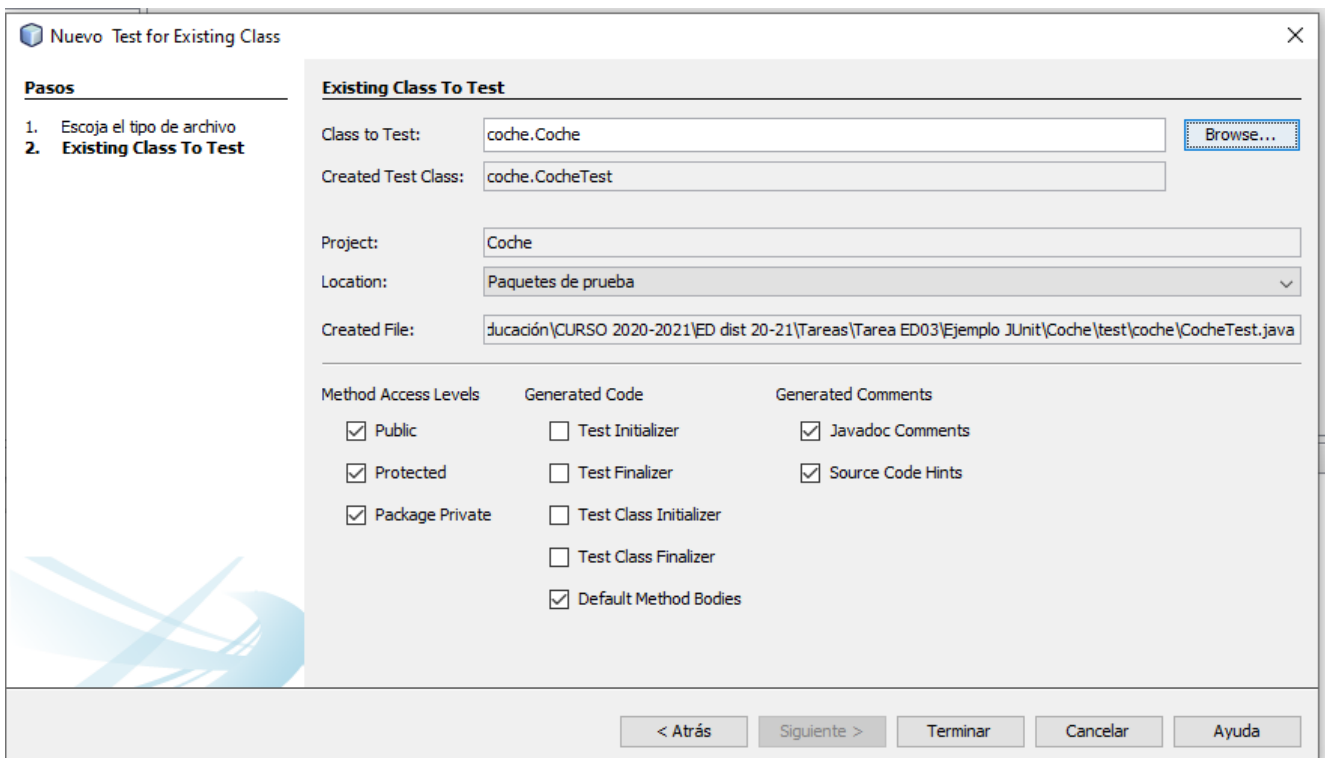 Nuevo Test for Existing Class
Pasos
1. Escoja el tipo de archivo
2. Existing Class To Test
Existing Class To Test
Class to Test: coche.Coche Browse...
Created Test Class: coche.CocheTest
Project: Coche
Location: Paquetes de prueba
Created File: ducación\CURSO 2020-2021\ED dist 20-21\Tareas\Tarea ED03\Ejemplo JUnit\Coche\test\coche\CocheTest.java
Method Access Levels Generated Code Generated Comments
Public Test Initializer Javadoc Comments
Protected Test Finalizer Source Code Hints
Package Private Test Class Initializer
Test Class Finalizer
Default Method Bodies
< Atrás Siguiente > Terminar Cancelar Ayuda